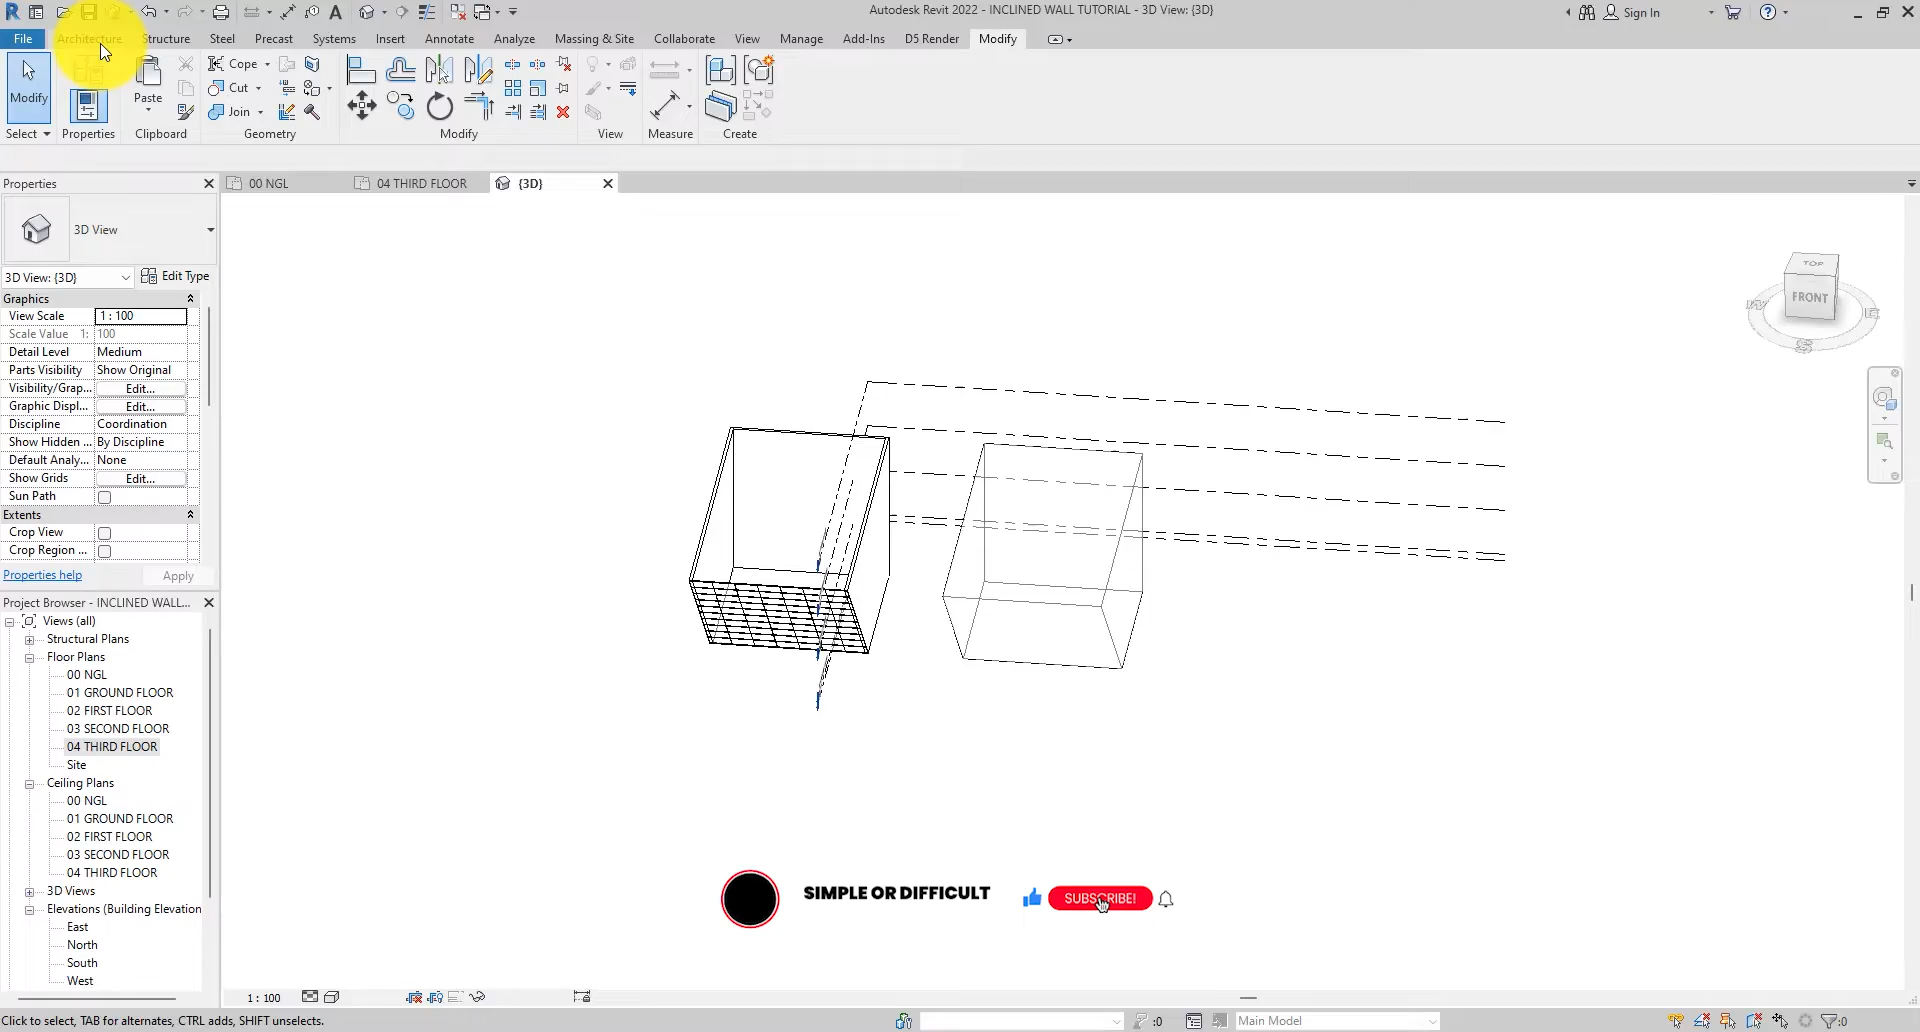 Autodesk Revit 2022 - INCLINED WALL TUTORIAL - 3D View: {3D}
Sign In
File Architecture Structure Steel Precast Systems Insert Annotate Analyze Massing & Site Collaborate View Manage Add-Ins D5 Render Modify
Modify
Paste
Cope
Cut
Join
Select Properties Clipboard Geometry Modify View Measure Create
Properties
00 NGL
04 THIRD FLOOR
{3D}
3D View
3D View: {3D}
Edit Type
Graphics
View Scale 1 : 100
Scale Value 1: 100
Detail Level Medium
Parts Visibility Show Original
Visibility/Grap... Edit...
Graphic Displ... Edit...
Discipline Coordination
Show Hidden ... By Discipline
Default Analy... None
Show Grids Edit...
Sun Path
Extents
Crop View
Crop Region ...
Properties help
Apply
TOP
FRONT
W
E
S
Project Browser - INCLINED WALL...
Views (all)
Structural Plans
Floor Plans
00 NGL
01 GROUND FLOOR
02 FIRST FLOOR
03 SECOND FLOOR
04 THIRD FLOOR
Site
Ceiling Plans
00 NGL
01 GROUND FLOOR
02 FIRST FLOOR
03 SECOND FLOOR
04 THIRD FLOOR
3D Views
Elevations (Building Elevation
East
North
South
West
SIMPLE OR DIFFICULT
SUBSCRIBE!
1 : 100
Click to select, TAB for alternates, CTRL adds, SHIFT unselects.
:0
Main Model
:0